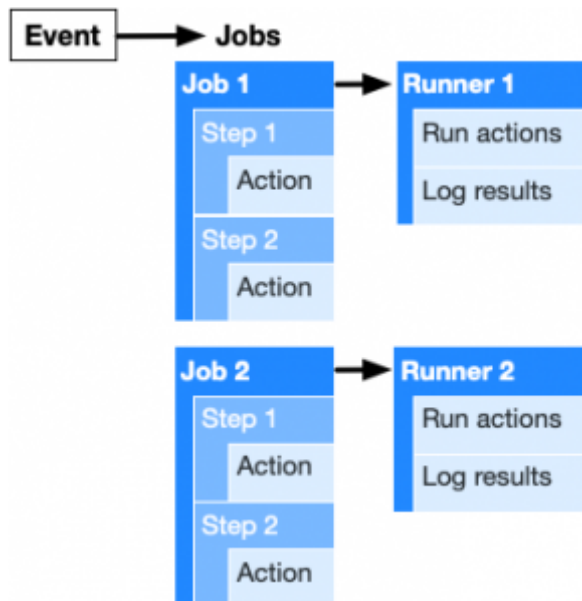 Event
Jobs
Job 1
Step 1
Action
Step 2
Action
Runner 1
Run actions
Log results
Job 2
Step 1
Action
Step 2
Action
Runner 2
Run actions
Log results